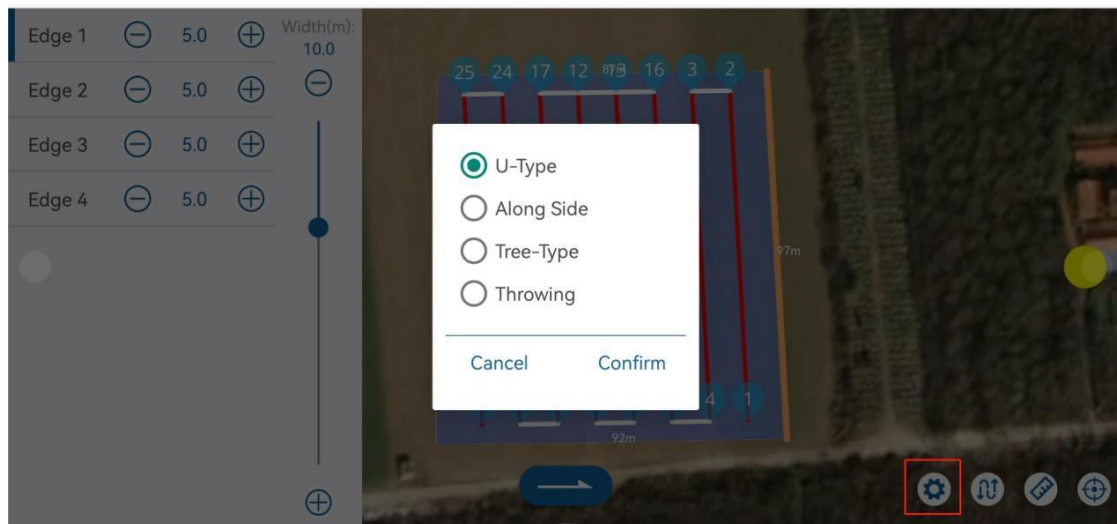 Edge 1 5.0
Edge 2 5.0
Edge 3 5.0
Edge 4 5.0
Width(m):
10.0
25 24 17 12 13 16 3 2
U-Type
Along Side
Tree-Type
Throwing
Cancel Confirm
97m
4 1
92m